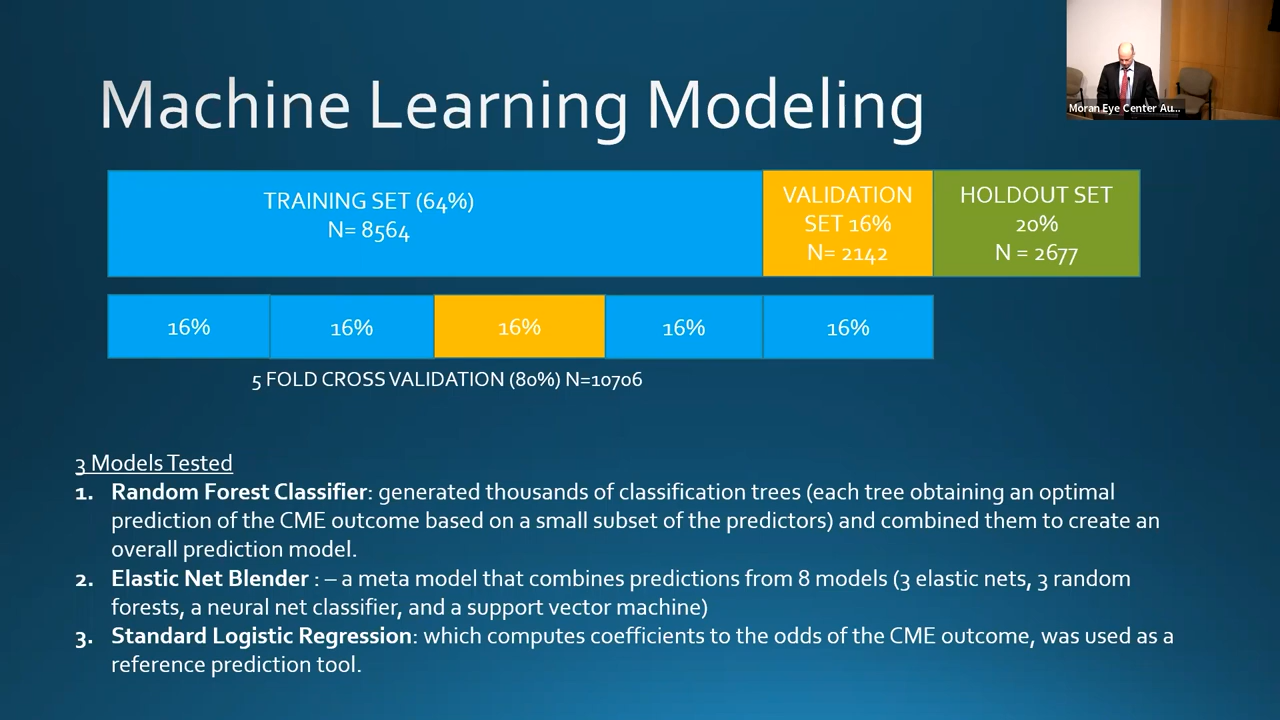 Machine Learning Modeling
Moran Eye Center Au...
TRAINING SET (64%)
N= 8564
VALIDATION
SET 16%
N= 2142
HOLDOUT SET
20%
N = 2677
16%
16%
16%
16%
16%
5 FOLD CROSS VALIDATION (80%) N=10706
3 Models Tested
1. Random Forest Classifier: generated thousands of classification trees (each tree obtaining an optimal
prediction of the CME outcome based on a small subset of the predictors) and combined them to create an
overall prediction model.
2. Elastic Net Blender : – a meta model that combines predictions from 8 models (3 elastic nets, 3 random
forests, a neural net classifier, and a support vector machine)
3. Standard Logistic Regression: which computes coefficients to the odds of the CME outcome, was used as a
reference prediction tool.